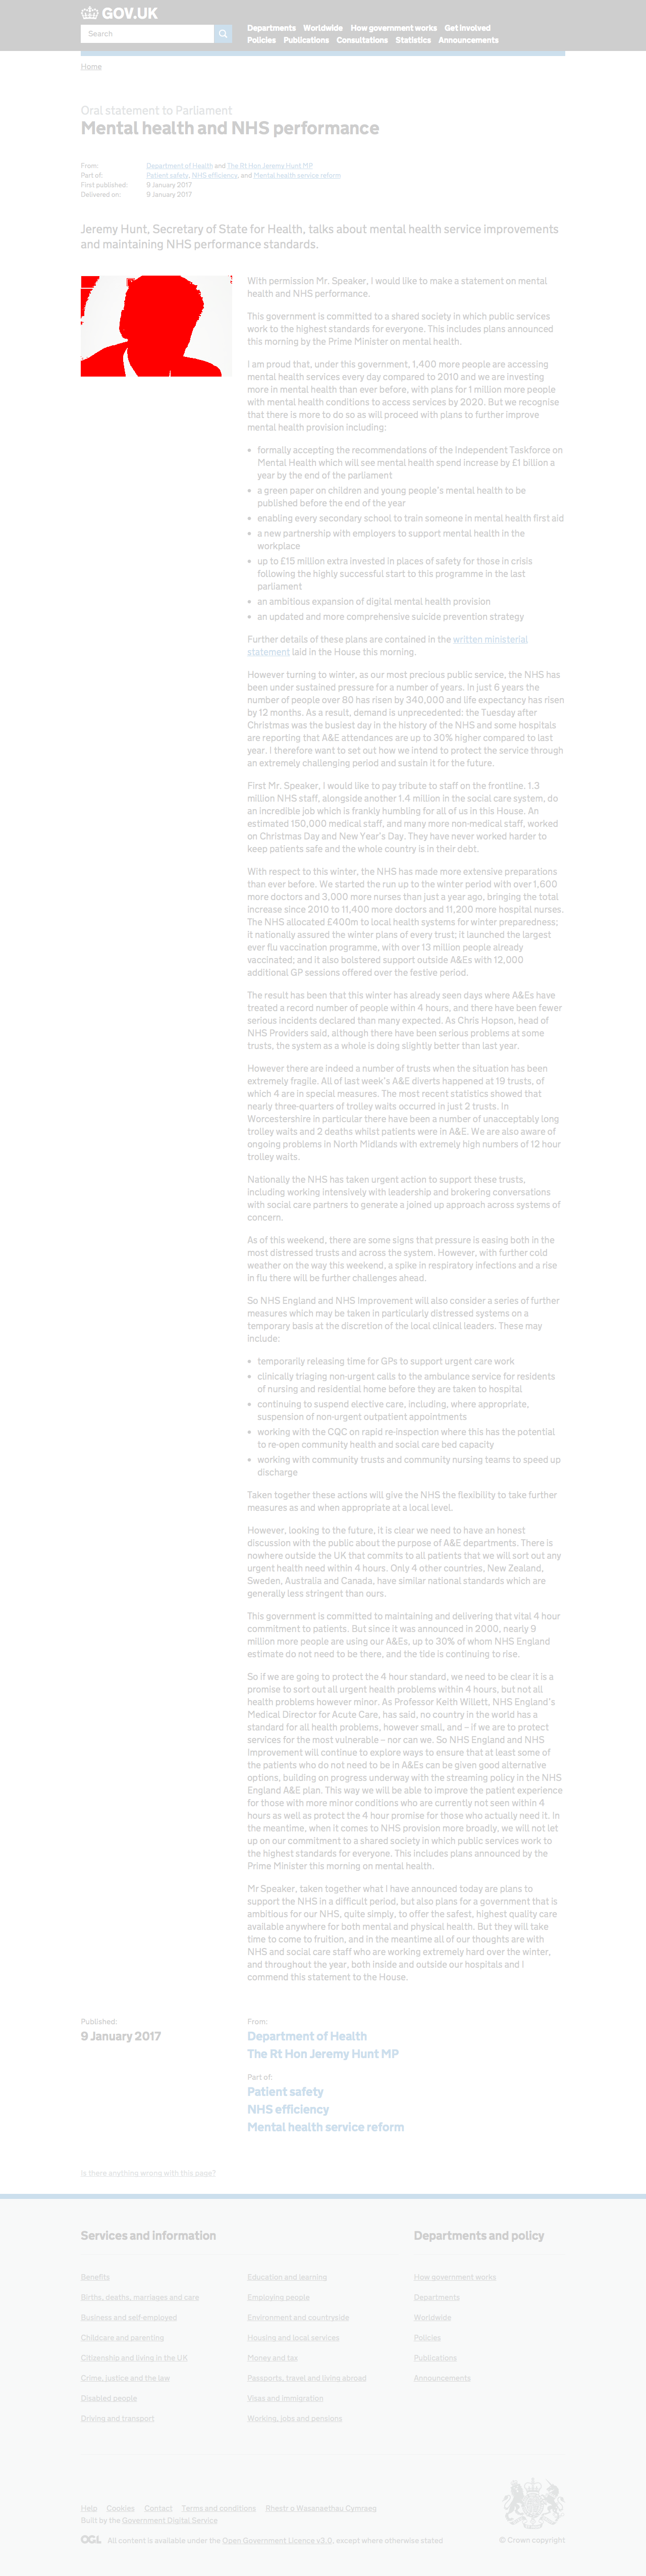 GOV.UK
Search
Departments Worldwide How government works Get involved
Policies Publications Consultations Statistics Announcements
Home
Oral statement to Parliament
Mental health and NHS performance
From: Department of Health and The Rt Hon Jeremy Hunt MP
Part of: Patient safety, NHS efficiency, and Mental health service reform
First published: 9 January 2017
Delivered on: 9 January 2017
Jeremy Hunt, Secretary of State for Health, talks about mental health service improvements
and maintaining NHS performance standards.
With permission Mr. Speaker, I would like to make a statement on mental
health and NHS performance.
This government is committed to a shared society in which public services
work to the highest standards for everyone. This includes plans announced
this morning by the Prime Minister on mental health.
I am proud that, under this government, 1,400 more people are accessing
mental health services every day compared to 2010 and we are investing
more in mental health than ever before, with plans for 1 million more people
with mental health conditions to access services by 2020. But we recognise
that there is more to do so as will proceed with plans to further improve
mental health provision including:
• formally accepting the recommendations of the Independent Taskforce on
Mental Health which will see mental health spend increase by £1 billion a
year by the end of the parliament
• a green paper on children and young people's mental health to be
published before the end of the year
• enabling every secondary school to train someone in mental health first aid
• a new partnership with employers to support mental health in the
workplace
• up to £15 million extra invested in places of safety for those in crisis
following the highly successful start to this programme in the last
parliament
• an ambitious expansion of digital mental health provision
• an updated and more comprehensive suicide prevention strategy
Further details of these plans are contained in the written ministerial
statement laid in the House this morning.
However turning to winter, as our most precious public service, the NHS has
been under sustained pressure for a number of years. In just 6 years the
number of people over 80 has risen by 340,000 and life expectancy has risen
by 12 months. As a result, demand is unprecedented: the Tuesday after
Christmas was the busiest day in the history of the NHS and some hospitals
are reporting that A&E attendances are up to 30% higher compared to last
year. I therefore want to set out how we intend to protect the service through
an extremely challenging period and sustain it for the future.
First Mr. Speaker, I would like to pay tribute to staff on the frontline. 1.3
million NHS staff, alongside another 1.4 million in the social care system, do
an incredible job which is frankly humbling for all of us in this House. An
estimated 150,000 medical staff, and many more non-medical staff, worked
on Christmas Day and New Year's Day. They have never worked harder to
keep patients safe and the whole country is in their debt.
With respect to this winter, the NHS has made more extensive preparations
than ever before. We started the run up to the winter period with over 1,600
more doctors and 3,000 more nurses than just a year ago, bringing the total
increase since 2010 to 11,400 more doctors and 11,200 more hospital nurses.
The NHS allocated £400m to local health systems for winter preparedness;
it nationally assured the winter plans of every trust; it launched the largest
ever flu vaccination programme, with over 13 million people already
vaccinated; and it also bolstered support outside A&Es with 12,000
additional GP sessions offered over the festive period.
The result has been that this winter has already seen days where A&Es have
treated a record number of people within 4 hours, and there have been fewer
serious incidents declared than many expected. As Chris Hopson, head of
NHS Providers said, although there have been serious problems at some
trusts, the system as a whole is doing slightly better than last year.
However there are indeed a number of trusts when the situation has been
extremely fragile. All of last week's A&E diverts happened at 19 trusts, of
which 4 are in special measures. The most recent statistics showed that
nearly three-quarters of trolley waits occurred in just 2 trusts. In
Worcestershire in particular there have been a number of unacceptably long
trolley waits and 2 deaths whilst patients were in A&E. We are also aware of
ongoing problems in North Midlands with extremely high numbers of 12 hour
trolley waits.
Nationally the NHS has taken urgent action to support these trusts,
including working intensively with leadership and brokering conversations
with social care partners to generate a joined up approach across systems of
concern.
As of this weekend, there are some signs that pressure is easing both in the
most distressed trusts and across the system. However, with further cold
weather on the way this weekend, a spike in respiratory infections and a rise
in flu there will be further challenges ahead.
So NHS England and NHS Improvement will also consider a series of further
measures which may be taken in particularly distressed systems on a
temporary basis at the discretion of the local clinical leaders. These may
include:
• temporarily releasing time for GPs to support urgent care work
• clinically triaging non-urgent calls to the ambulance service for residents
of nursing and residential home before they are taken to hospital
• continuing to suspend elective care, including, where appropriate,
suspension of non-urgent outpatient appointments
• working with the CQC on rapid re-inspection where this has the potential
to re-open community health and social care bed capacity
• working with community trusts and community nursing teams to speed up
discharge
Taken together these actions will give the NHS the flexibility to take further
measures as and when appropriate at a local level.
However, looking to the future, it is clear we need to have an honest
discussion with the public about the purpose of A&E departments. There is
nowhere outside the UK that commits to all patients that we will sort out any
urgent health need within 4 hours. Only 4 other countries, New Zealand,
Sweden, Australia and Canada, have similar national standards which are
generally less stringent than ours.
This government is committed to maintaining and delivering that vital 4 hour
commitment to patients. But since it was announced in 2000, nearly 9
million more people are using our A&Es, up to 30% of whom NHS England
estimate do not need to be there, and the tide is continuing to rise.
So if we are going to protect the 4 hour standard, we need to be clear it is a
promise to sort out all urgent health problems within 4 hours, but not all
health problems however minor. As Professor Keith Willett, NHS England's
Medical Director for Acute Care, has said, no country in the world has a
standard for all health problems, however small, and – if we are to protect
services for the most vulnerable – nor can we. So NHS England and NHS
Improvement will continue to explore ways to ensure that at least some of
the patients who do not need to be in A&Es can be given good alternative
options, building on progress underway with the streaming policy in the NHS
England A&E plan. This way we will be able to improve the patient experience
for those with more minor conditions who are currently not seen within 4
hours as well as protect the 4 hour promise for those who actually need it. In
the meantime, when it comes to NHS provision more broadly, we will not let
up on our commitment to a shared society in which public services work to
the highest standards for everyone. This includes plans announced by the
Prime Minister this morning on mental health.
Mr Speaker, taken together what I have announced today are plans to
support the NHS in a difficult period, but also plans for a government that is
ambitious for our NHS, quite simply, to offer the safest, highest quality care
available anywhere for both mental and physical health. But they will take
time to come to fruition, and in the meantime all of our thoughts are with
NHS and social care staff who are working extremely hard over the winter,
and throughout the year, both inside and outside our hospitals and I
commend this statement to the House.
Published:
9 January 2017
From:
Department of Health
The Rt Hon Jeremy Hunt MP
Part of:
Patient safety
NHS efficiency
Mental health service reform
Is there anything wrong with this page?
Services and information
Benefits
Births, deaths, marriages and care
Business and self-employed
Childcare and parenting
Citizenship and living in the UK
Crime, justice and the law
Disabled people
Driving and transport
Education and learning
Employing people
Environment and countryside
Housing and local services
Money and tax
Passports, travel and living abroad
Visas and immigration
Working, jobs and pensions
Departments and policy
How government works
Departments
Worldwide
Policies
Publications
Announcements
Help Cookies Contact Terms and conditions Rhestr o Wasanaethau Cymraeg
Built by the Government Digital Service
OGL All content is available under the Open Government Licence v3.0, except where otherwise stated
© Crown copyright